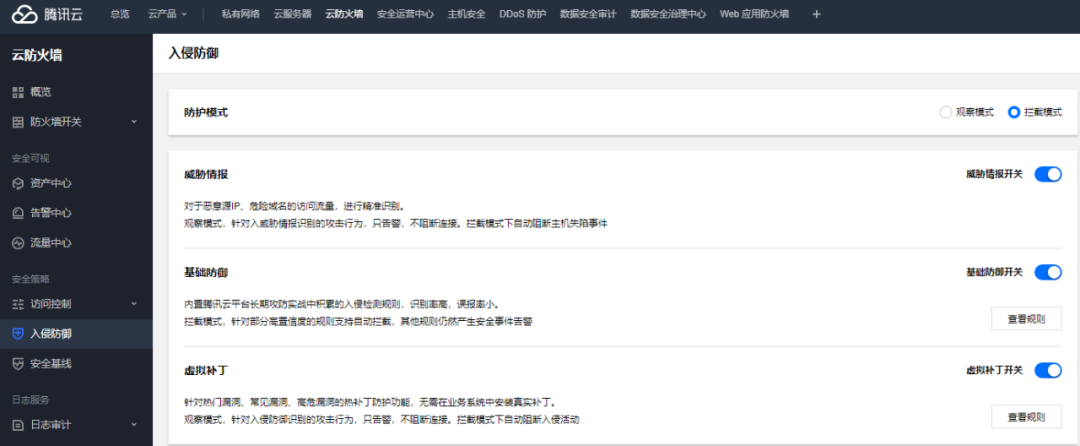 腾讯云 总览 云产品 私有网络 云服务器 云防火墙 安全运营中心 主机安全 DDoS 防护 数据安全审计 数据安全治理中心 Web 应用防火墙 +
云防火墙
概览
防火墙开关
安全可视
资产中心
告警中心
流量中心
安全策略
访问控制
入侵防御
安全基线
日志服务
日志审计
入侵防御
防护模式 观察模式 拦截模式
威胁情报 威胁情报开关
对于恶意源IP、危险域名的访问流量，进行精准识别。
观察模式，针对入威胁情报识别的攻击行为，只告警，不阻断连接。拦截模式下自动阻断主机失陷事件
基础防御 基础防御开关
内置腾讯云平台长期攻防实战中积累的入侵检测规则，识别率高，误报率小。
拦截模式，针对部分高置信度的规则支持自动拦截，其他规则仍然产生安全事件告警
查看规则
虚拟补丁 虚拟补丁开关
针对热门漏洞、常见漏洞、高危漏洞的热补丁防护功能，无需在业务系统中安装真实补丁。
观察模式，针对入侵防御识别的攻击行为，只告警，不阻断连接。拦截模式下自动阻断入侵活动
查看规则